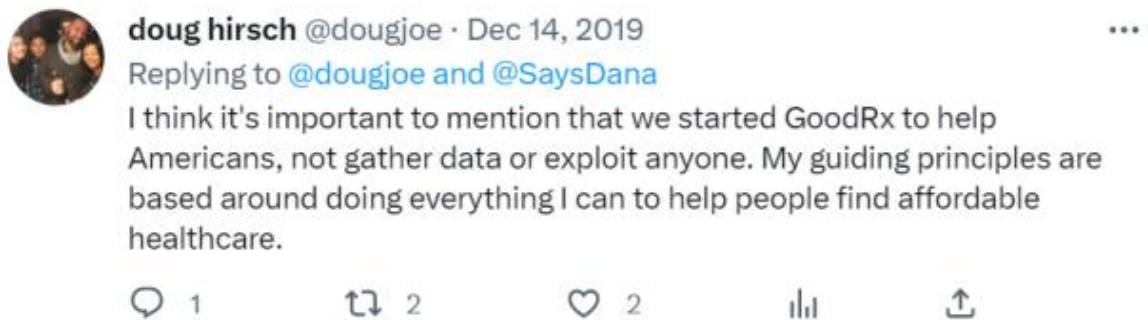 doug hirsch @dougjoe · Dec 14, 2019
Replying to @dougjoe and @SaysDana
I think it's important to mention that we started GoodRx to help
Americans, not gather data or exploit anyone. My guiding principles are
based around doing everything I can to help people find affordable
healthcare.
1 2 2